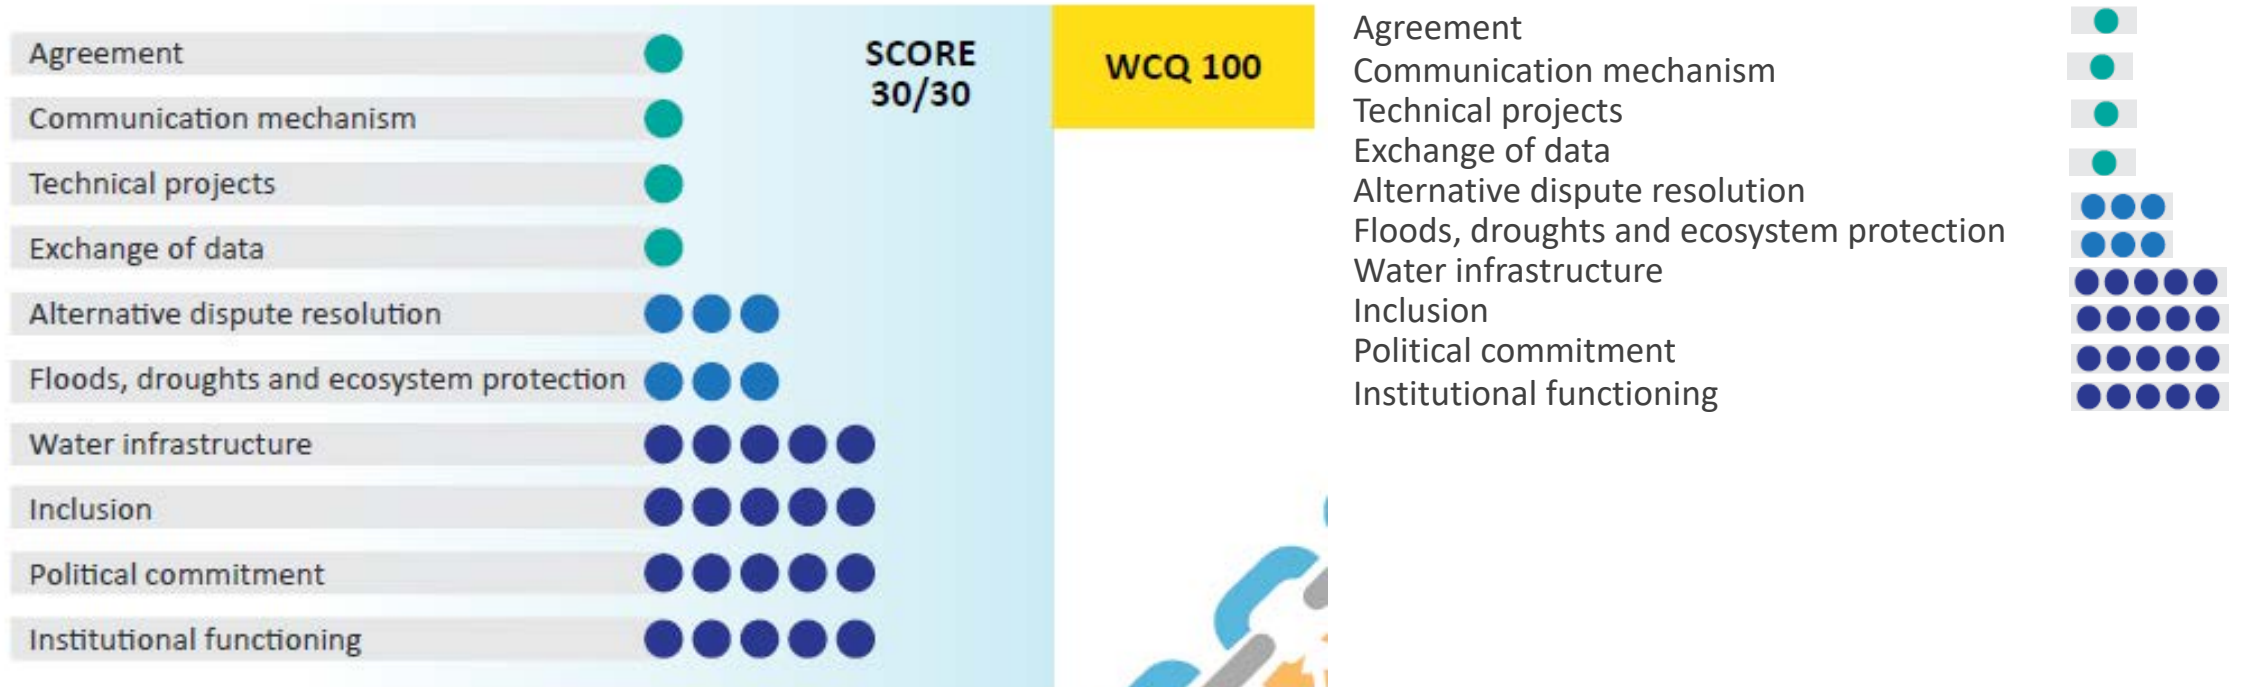 Agreement
Communication mechanism
Technical projects
Exchange of data
Alternative dispute resolution
Floods, droughts and ecosystem protection
Water infrastructure
Inclusion
Political commitment
Institutional functioning
SCORE
30/30
WCQ 100
Agreement
Communication mechanism
Technical projects
Exchange of data
Alternative dispute resolution
Floods, droughts and ecosystem protection
Water infrastructure
Inclusion
Political commitment
Institutional functioning